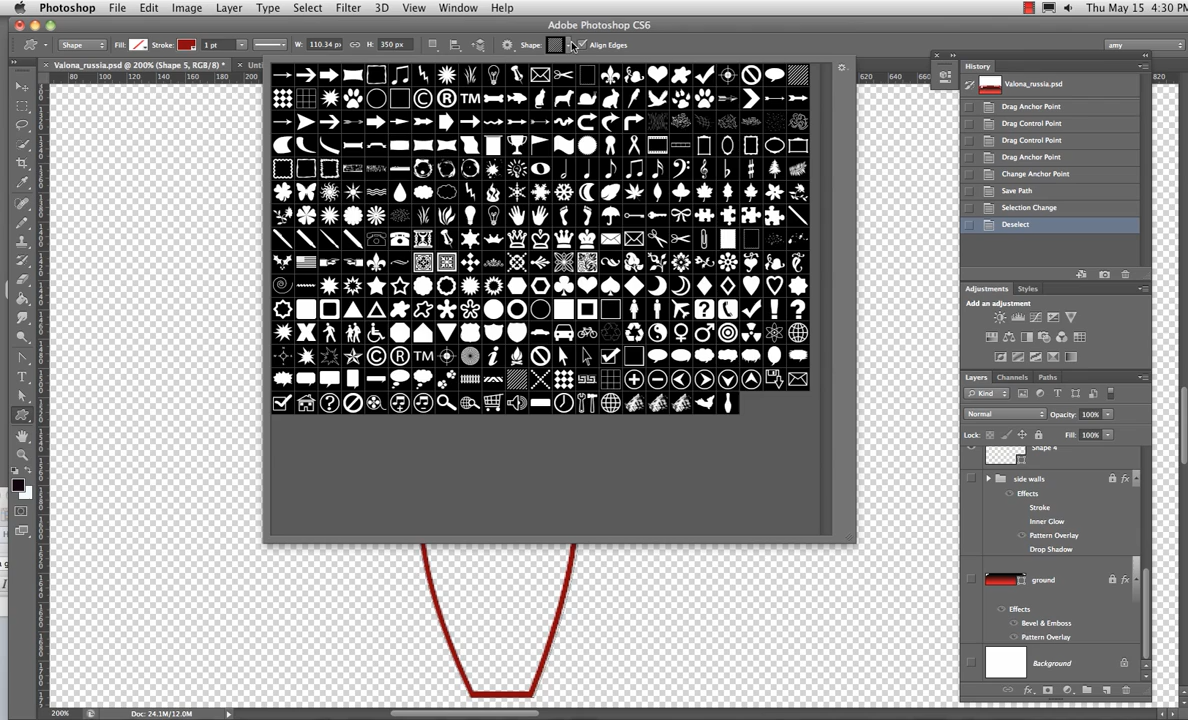 Photoshop File Edit Image Layer Type Select Filter 3D View Window Help Thu May 15 4:30 PM
Adobe Photoshop CS6
Shape Fill: Stroke: 1 pt W: 110.34 px H: 350 px Shape: Align Edges amy
Valona_russia.psd @ 200% (Shape 5, RGB/8) *
History
Valona_russia.psd
Drag Anchor Point
Drag Control Point
Drag Control Point
Drag Anchor Point
Change Anchor Point
Save Path
Selection Change
Deselect
Adjustments Styles
Add an adjustment
Layers Channels Paths
Kind
Normal Opacity: 100%
Lock: Fill: 100%
Shape 4
side walls fx
Effects
Stroke
Inner Glow
Pattern Overlay
Drop Shadow
ground fx
Effects
Bevel & Emboss
Pattern Overlay
Background
200% Doc: 24.1M/12.0M